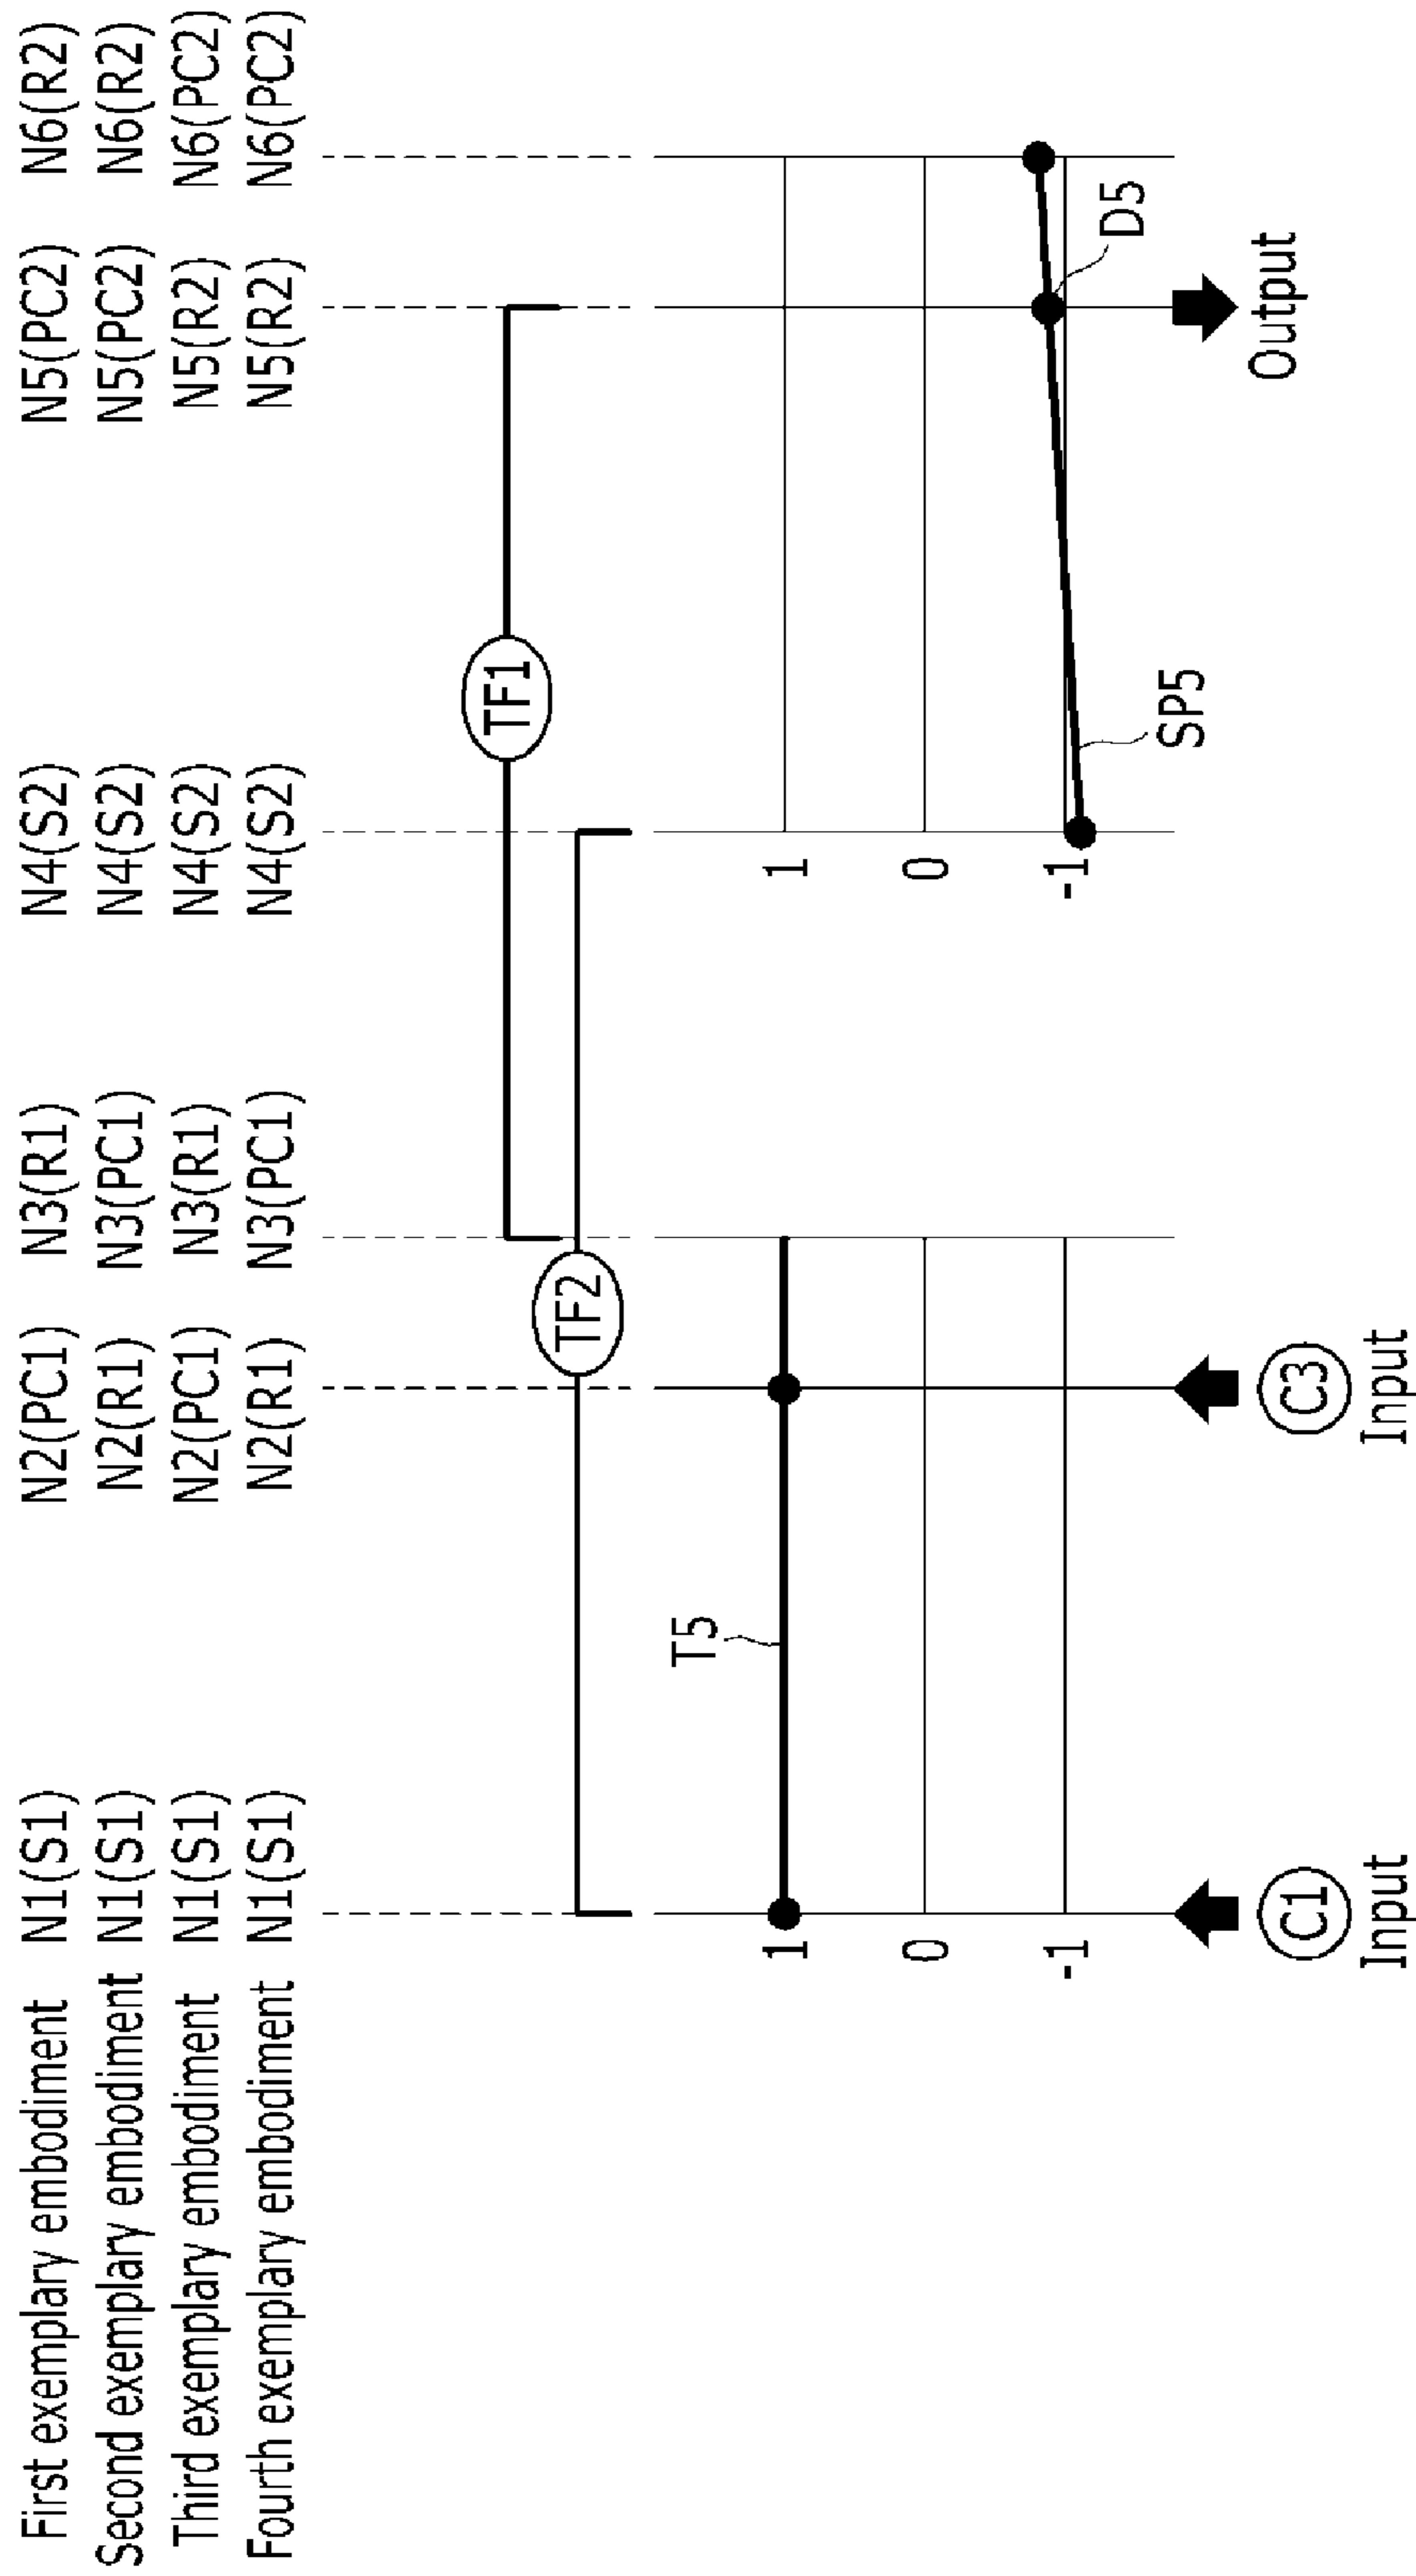 First exemplary embodiment N1(S1) N2(PC1) N3(R1) N4(S2) N5(PC2) N6(R2)
Second exemplary embodiment N1(S1) N2(R1) N3(PC1) N4(S2) N5(PC2) N6(R2)
Third exemplary embodiment N1(S1) N2(PC1) N3(R1) N4(S2) N5(R2) N6(PC2)
Fourth exemplary embodiment N1(S1) N2(R1) N3(PC1) N4(S2) N5(R2) N6(PC2)
TF1
TF2
T5
1 1
0 0
-1 -1
D5
SP5
Output
C1 C3
Input Input